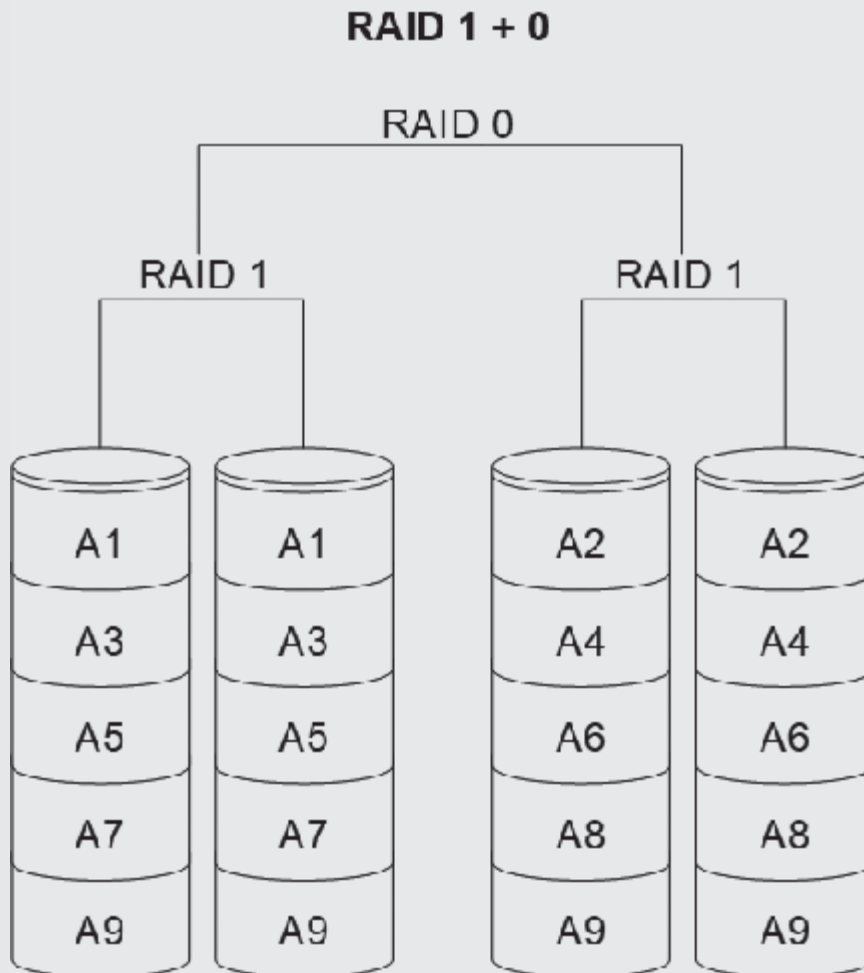 RAID 1 + 0
RAID 0
RAID 1 RAID 1
A1 A1 A2 A2
A3 A3 A4 A4
A5 A5 A6 A6
A7 A7 A8 A8
A9 A9 A9 A9